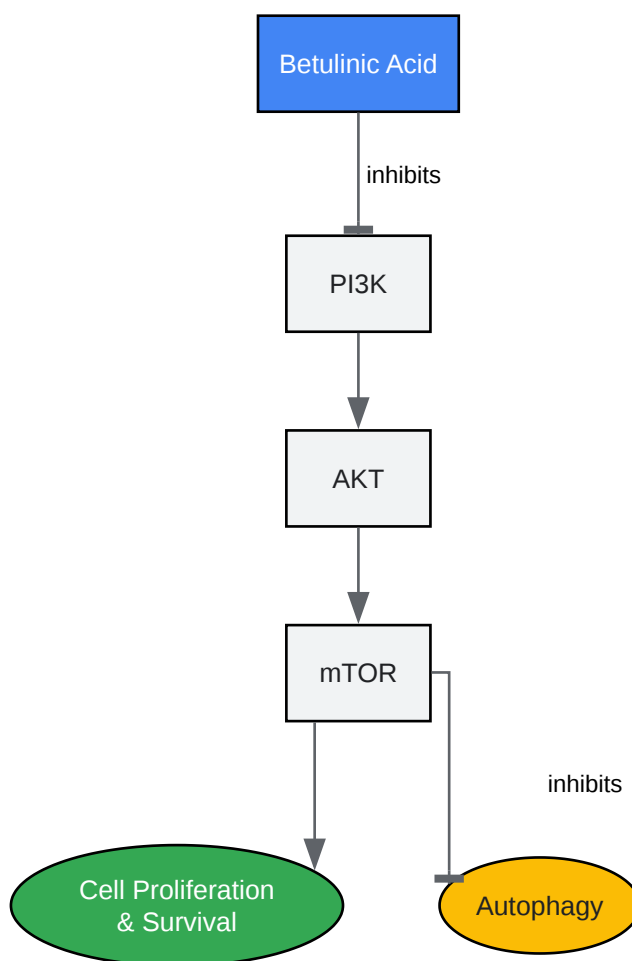 Betulinic Acid
inhibits
PI3K
AKT
mTOR
inhibits
Cell Proliferation
& Survival
Autophagy